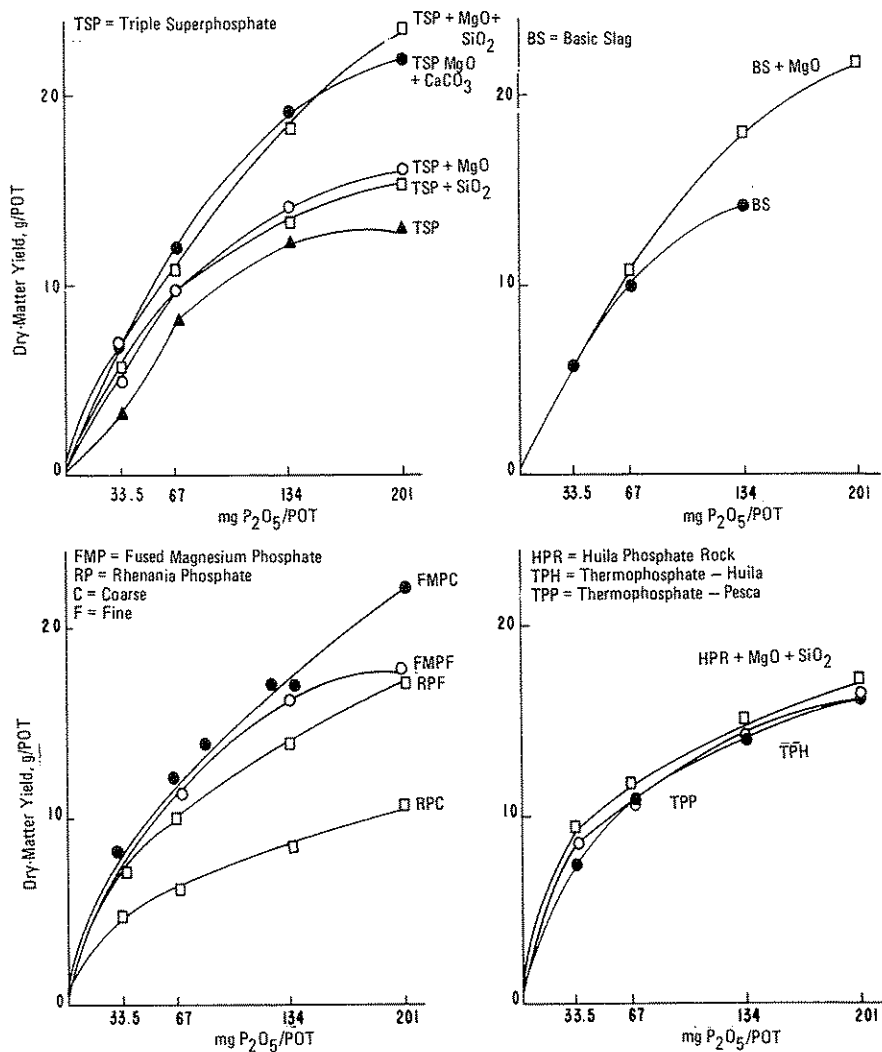 TSP = Triple Superphosphate
TSP + MgO +
SiO2
TSP MgO
+ CaCO3
TSP + MgO
TSP + SiO2
TSP
20
10
0
Dry-Matter Yield, g/POT
33.5 67 134 201
mg P2O5/POT
BS = Basic Slag
BS + MgO
BS
20
10
0
33.5 67 134 201
mg P2O5/POT
FMP = Fused Magnesium Phosphate
RP = Rhenania Phosphate
C = Coarse
F = Fine
FMPC
FMPF
RPF
RPC
20
10
0
Dry-Matter Yield, g/POT
33.5 67 134 201
mg P2O5/POT
HPR = Huila Phosphate Rock
TPH = Thermophosphate – Huila
TPP = Thermophosphate – Pesca
HPR + MgO + SiO2
TPH
TPP
20
10
0
33.5 67 134 201
mg P2O5/POT